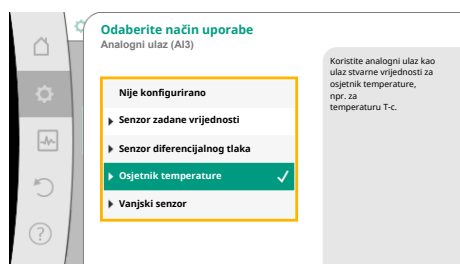 Odaberite način uporabe
Analogni ulaz (AI3)
Nije konfigurirano
Senzor zadane vrijednosti
Senzor diferencijalnog tlaka
Osjetnik temperature
Vanjski senzor
Koristite analogni ulaz kao
ulaz stvarne vrijednosti za
osjetnik temperature,
npr. za
temperaturu T-c.
?